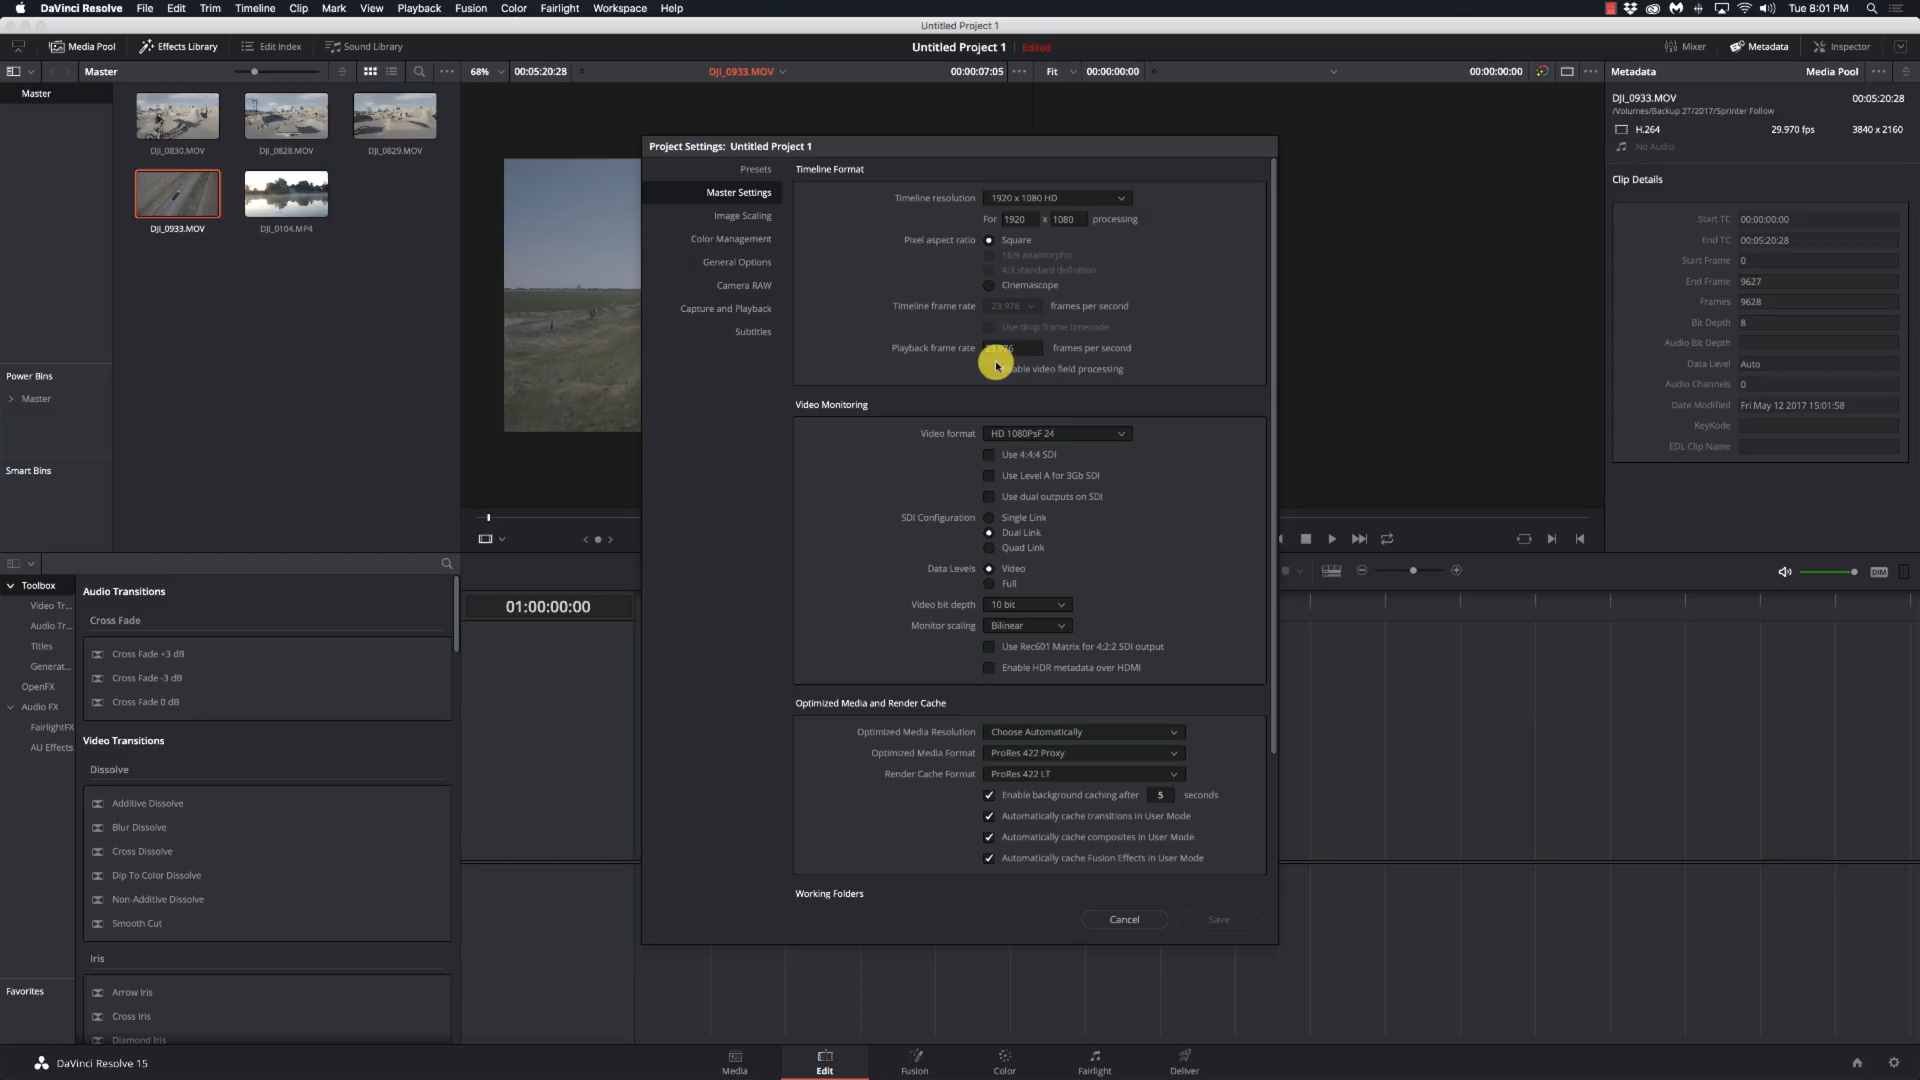 DaVinci Resolve File Edit Trim Timeline Clip Mark View Playback Fusion Color Fairlight Workspace Help Tue 8:01 PM
Untitled Project 1
Media Pool Effects Library Edit Index Sound Library Untitled Project 1 Edited Mixer Metadata Inspector
Master 68% 00:05:20:28 DJI_0933.MOV 00:00:07:05 Fit 00:00:00:00 00:00:00:00 Metadata Media Pool
Master
DJI_0933.MOV 00:05:20:28
/Volumes/Backup 2T/2017/Sprinter Follow
H.264 29.970 fps 3840 x 2160
No Audio
DJI_0830.MOV DJI_0828.MOV DJI_0829.MOV
DJI_0933.MOV DJI_0104.MP4
Power Bins
Master
Smart Bins
Project Settings: Untitled Project 1
Presets
Master Settings
Image Scaling
Color Management
General Options
Camera RAW
Capture and Playback
Subtitles
Timeline Format
Timeline resolution 1920 x 1080 HD
For 1920 x 1080 processing
Pixel aspect ratio Square
16:9 anamorphic
4:3 standard definition
Cinemascope
Timeline frame rate 23.976 frames per second
Use drop frame timecode
Playback frame rate 23.976 frames per second
able video field processing
Video Monitoring
Video format HD 1080PsF 24
Use 4:4:4 SDI
Use Level A for 3Gb SDI
Use dual outputs on SDI
SDI Configuration Single Link
Dual Link
Quad Link
Data Levels Video
Full
Video bit depth 10 bit
Monitor scaling Bilinear
Use Rec601 Matrix for 4:2:2 SDI output
Enable HDR metadata over HDMI
Optimized Media and Render Cache
Optimized Media Resolution Choose Automatically
Optimized Media Format ProRes 422 Proxy
Render Cache Format ProRes 422 LT
Enable background caching after 5 seconds
Automatically cache transitions in User Mode
Automatically cache composites in User Mode
Automatically cache Fusion Effects in User Mode
Working Folders
Cancel Save
Clip Details
Start TC 00:00:00:00
End TC 00:05:20:28
Start Frame 0
End Frame 9627
Frames 9628
Bit Depth 8
Audio Bit Depth
Data Level Auto
Audio Channels 0
Date Modified Fri May 12 2017 15:01:58
KeyKode
EDL Clip Name
DIM
01:00:00:00
Toolbox
Video Tr...
Audio Tr...
Titles
Generat...
OpenFX
Audio FX
FairlightFX
AU Effects
Favorites
Audio Transitions
Cross Fade
Cross Fade +3 dB
Cross Fade -3 dB
Cross Fade 0 dB
Video Transitions
Dissolve
Additive Dissolve
Blur Dissolve
Cross Dissolve
Dip To Color Dissolve
Non-Additive Dissolve
Smooth Cut
Iris
Arrow Iris
Cross Iris
Diamond Iris
DaVinci Resolve 15
Media Edit Fusion Color Fairlight Deliver